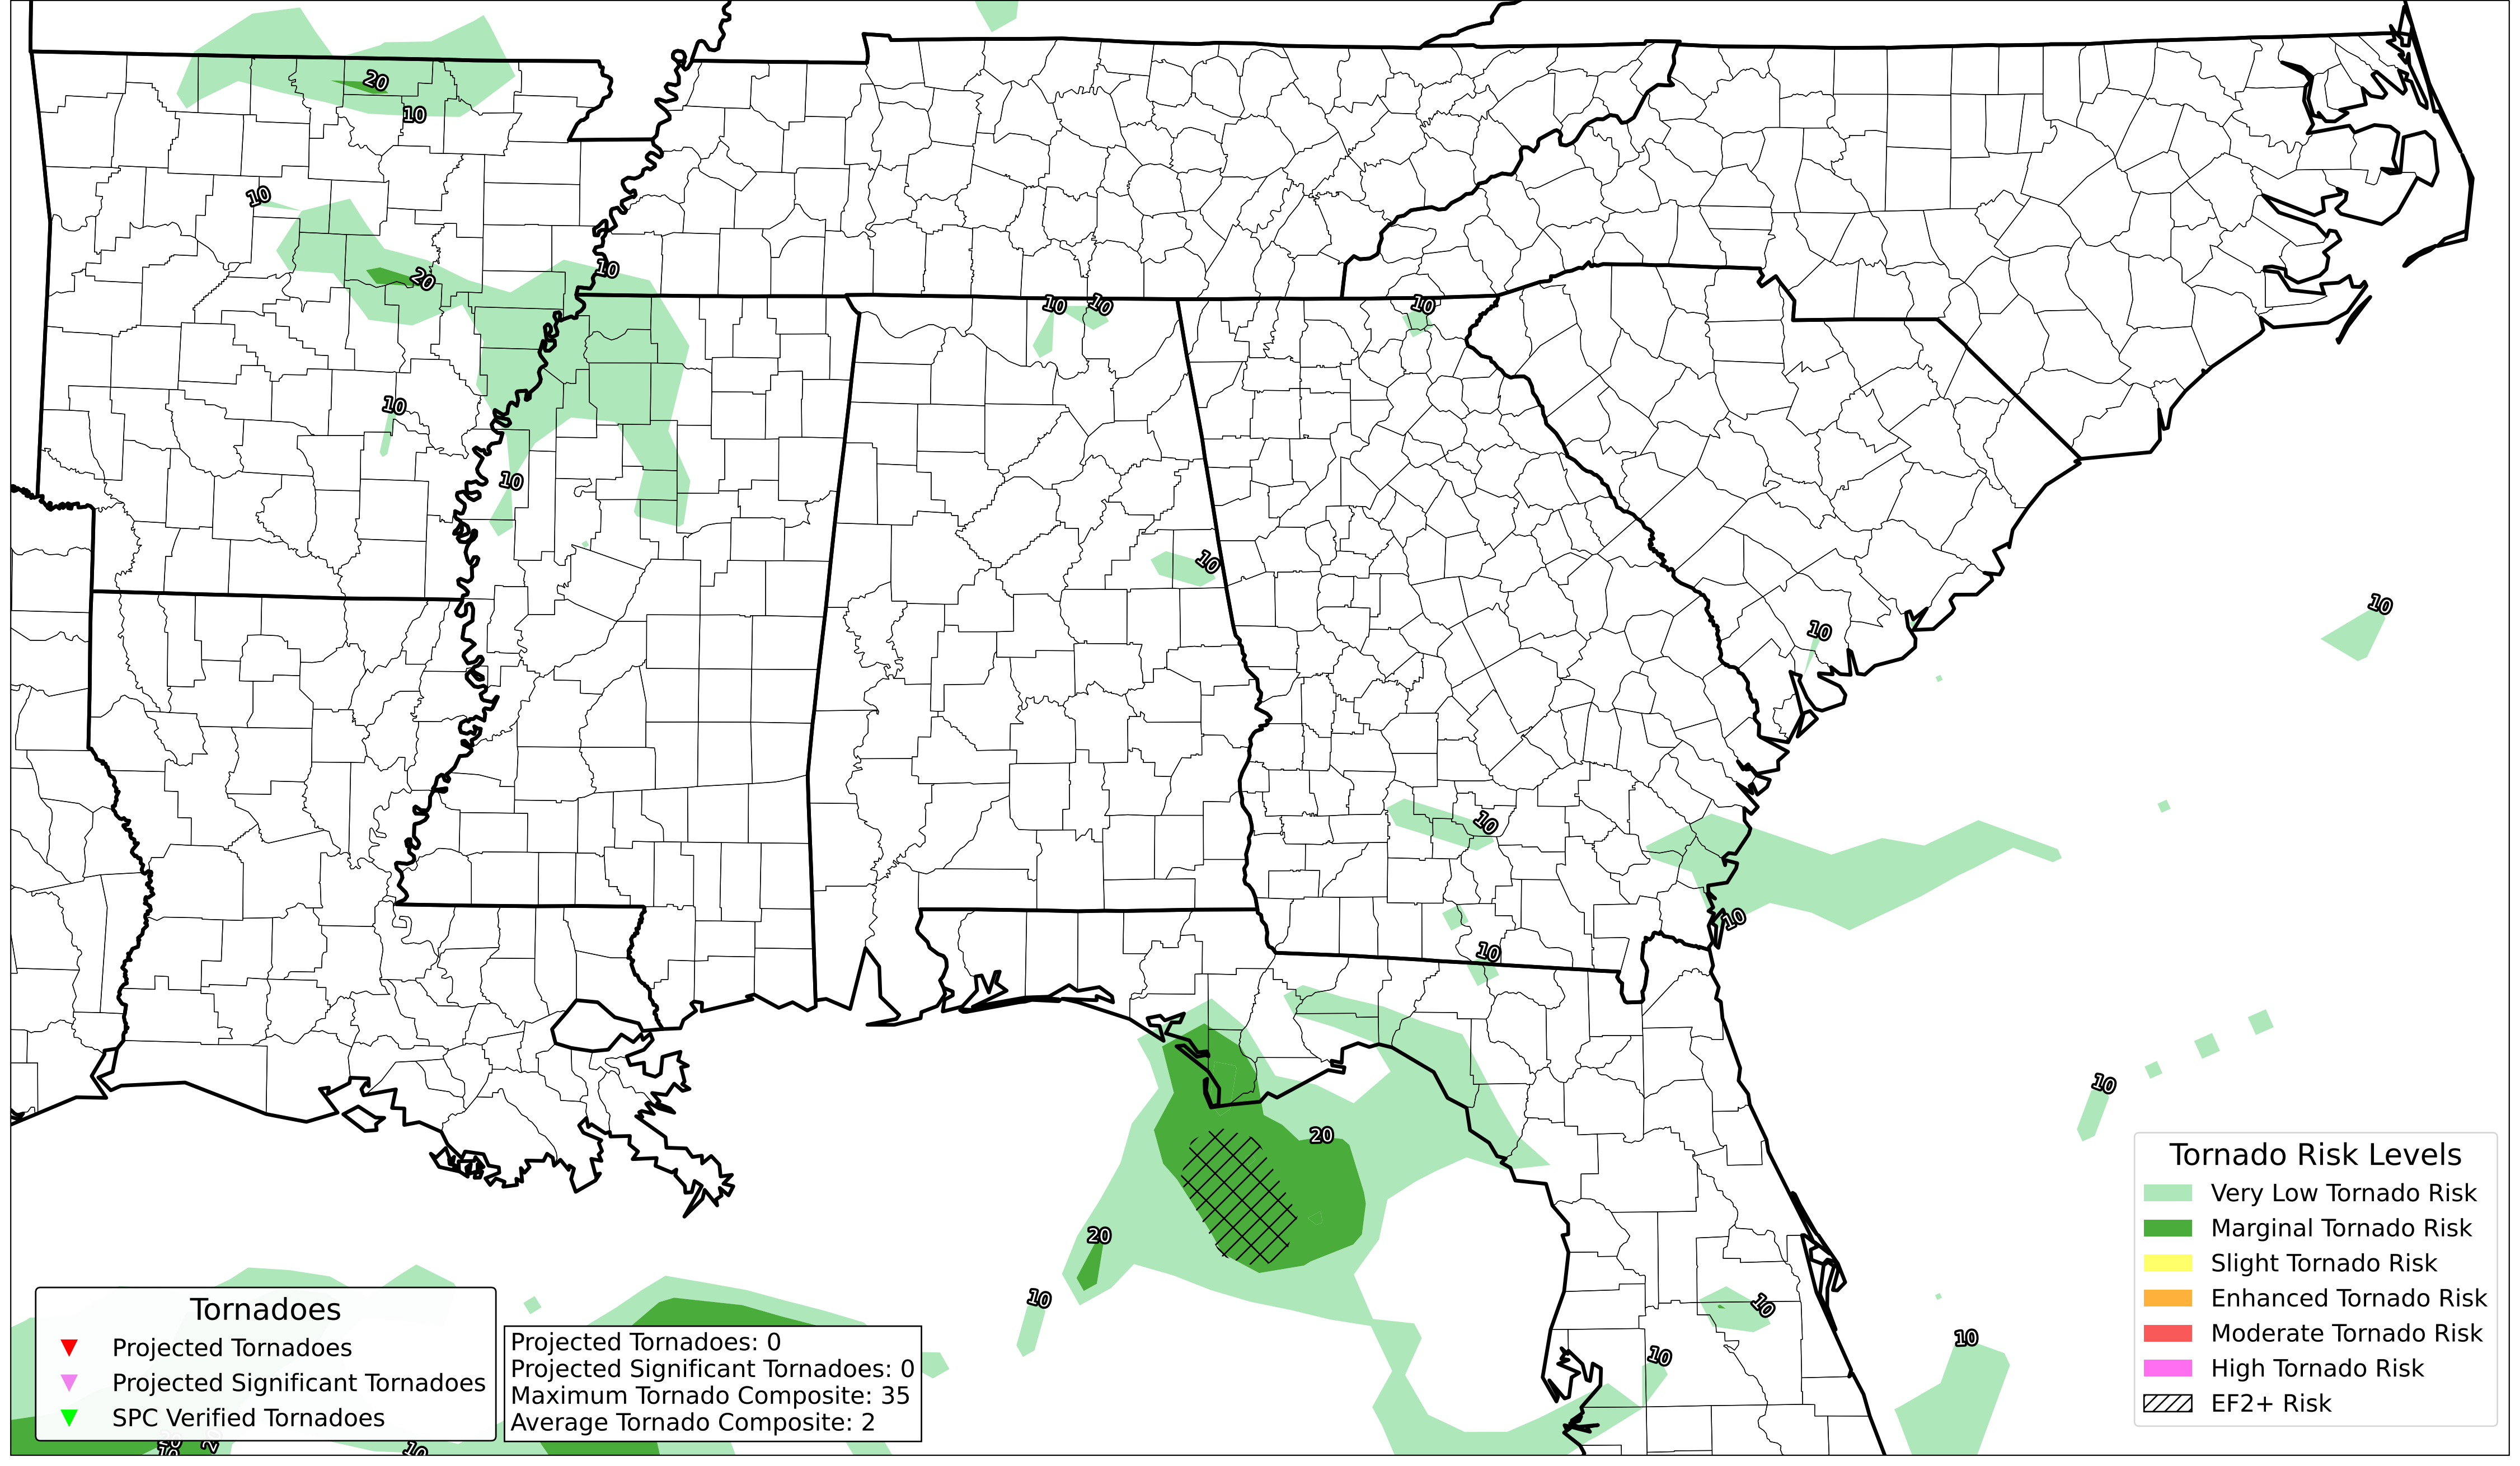 20
10
10
20
10
10
10
10
10
10
10
10
10
10
10
10
10
20
20
10
10
10
10
10
Tornadoes
Projected Tornadoes
Projected Significant Tornadoes
SPC Verified Tornadoes
Projected Tornadoes: 0
Projected Significant Tornadoes: 0
Maximum Tornado Composite: 35
Average Tornado Composite: 2
Tornado Risk Levels
Very Low Tornado Risk
Marginal Tornado Risk
Slight Tornado Risk
Enhanced Tornado Risk
Moderate Tornado Risk
High Tornado Risk
EF2+ Risk